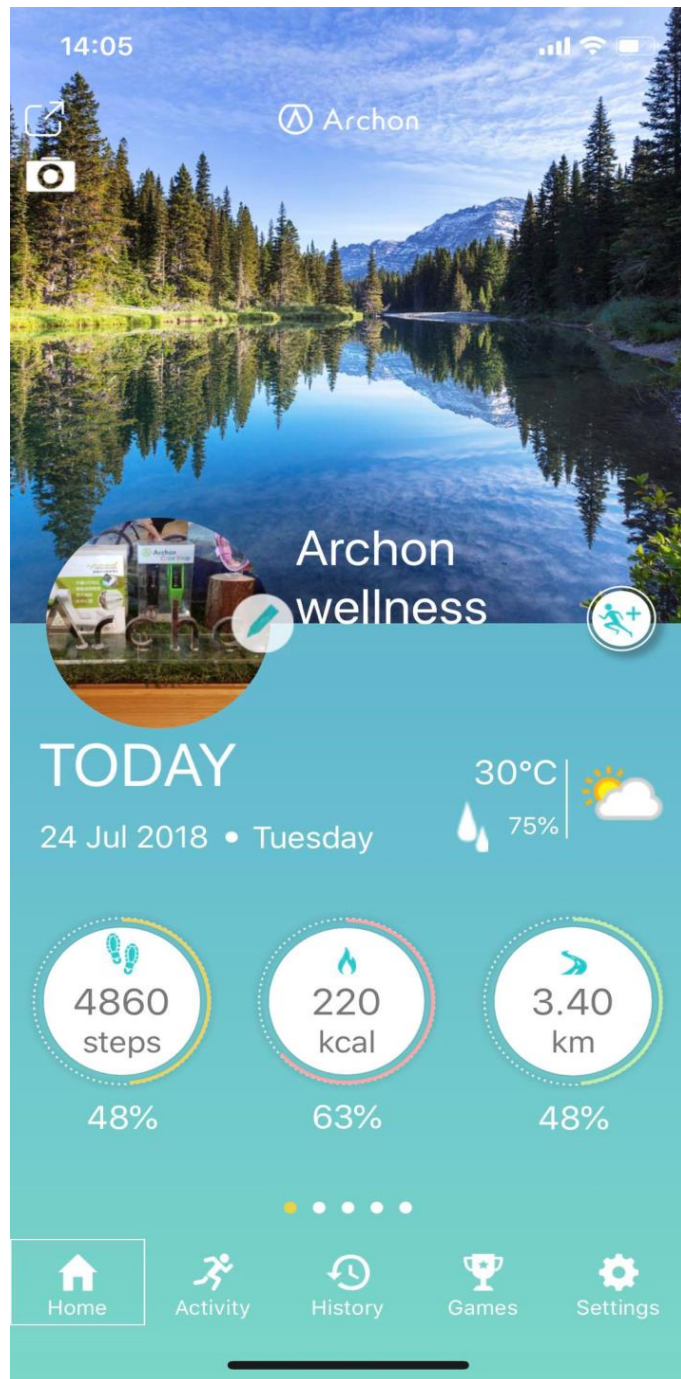 14:05
Archon
Archon
wellness
Archon
TODAY
24 Jul 2018 • Tuesday
30°C
75%
4860
steps
220
kcal
3.40
km
48%
63%
48%
Home
Activity
History
Games
Settings